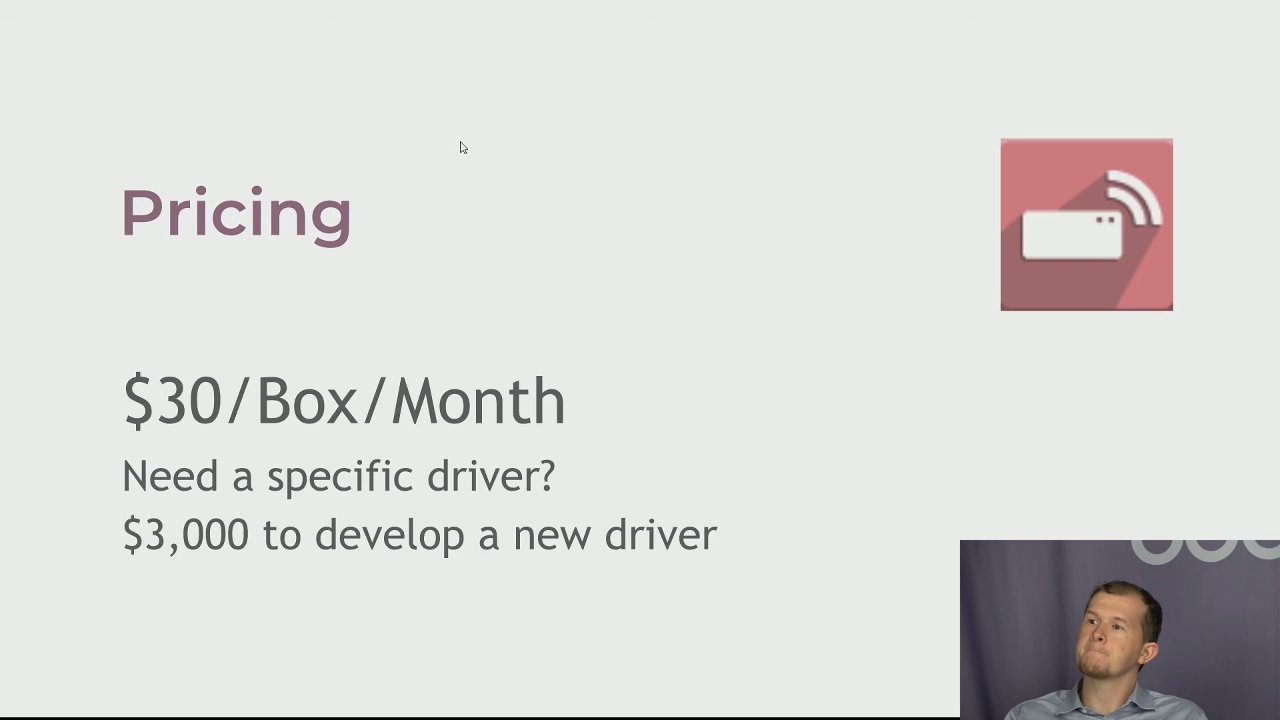 Pricing
$30/Box/Month
Need a specific driver?
$3,000 to develop a new driver